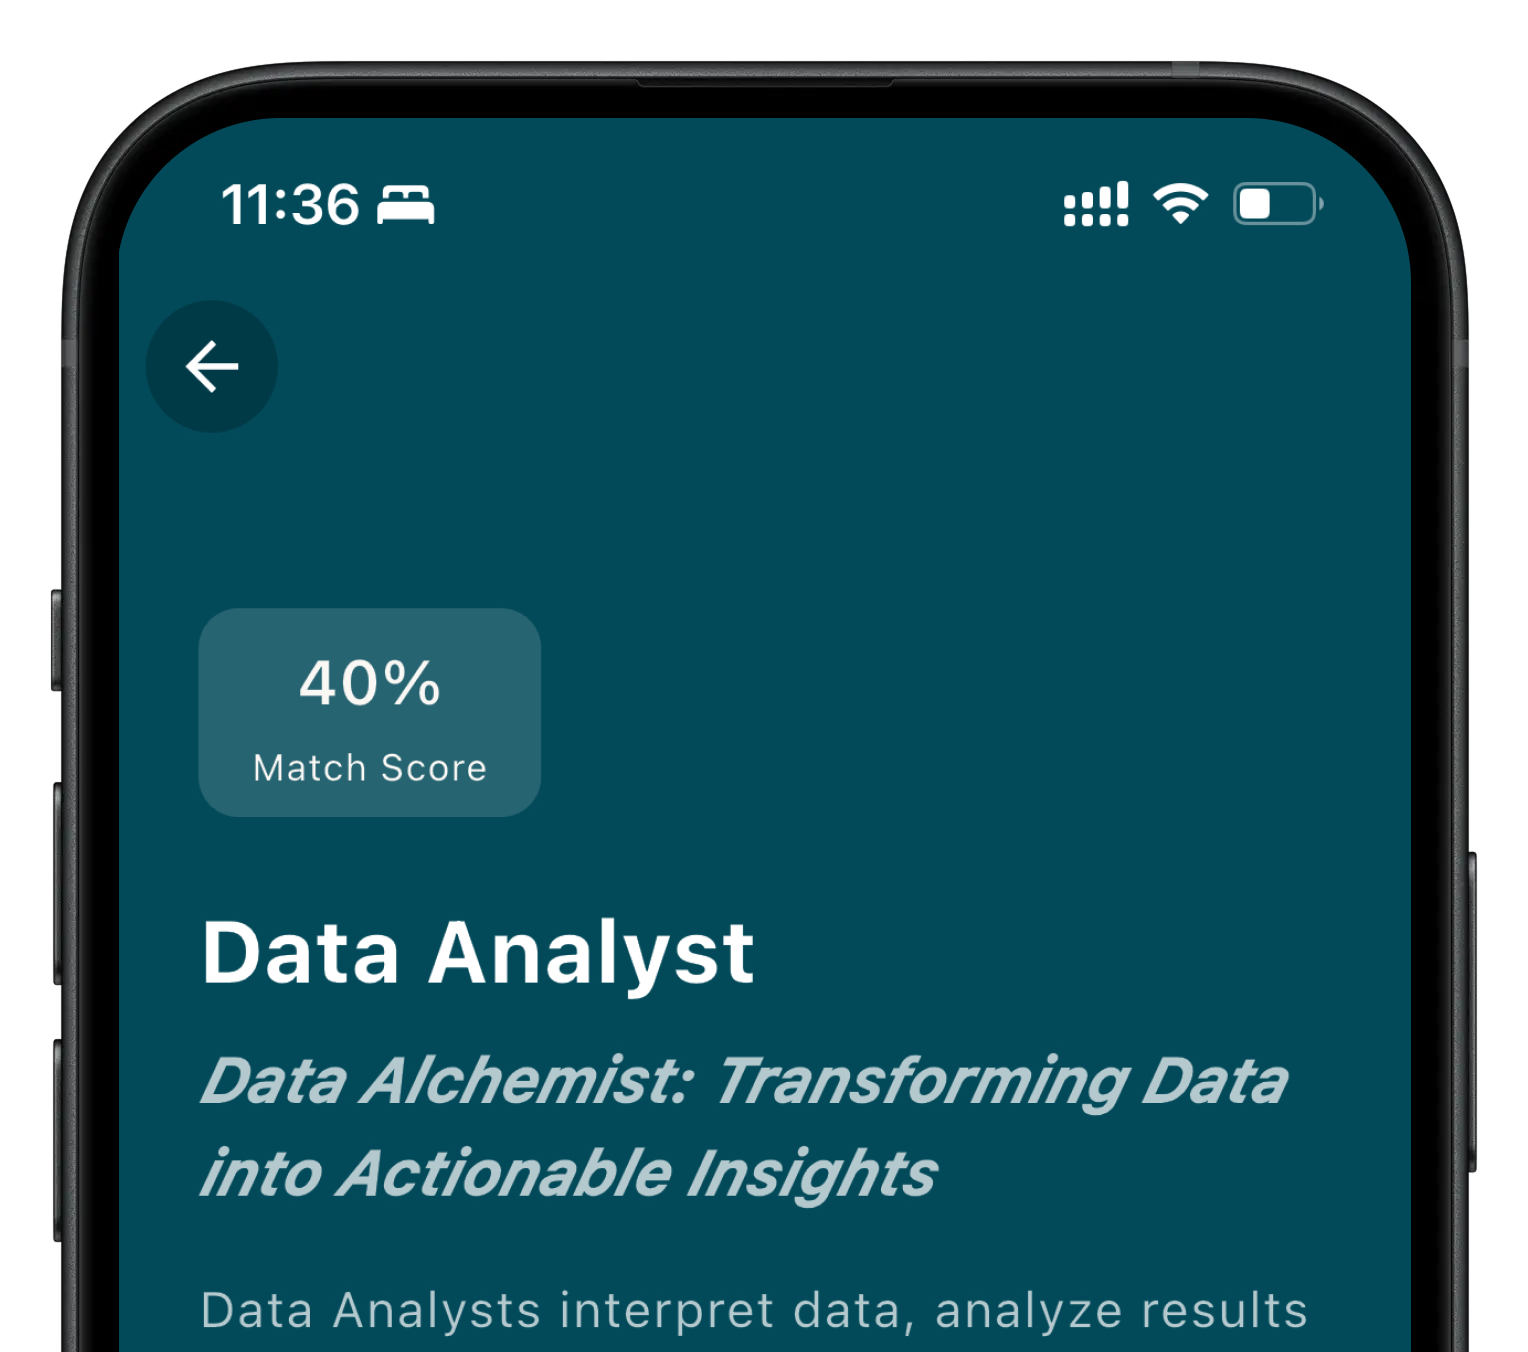 11:36
40%
Match Score
Data Analyst
Data Alchemist: Transforming Data
into Actionable Insights
Data Analysts interpret data, analyze results